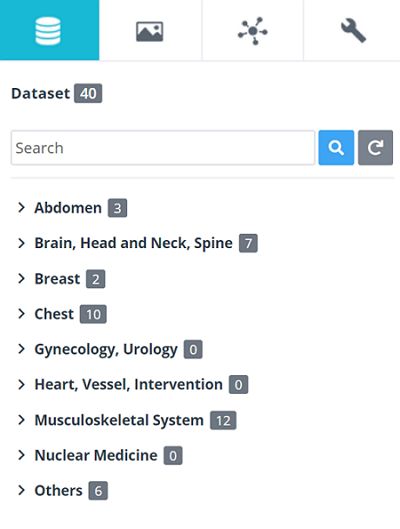 Dataset 40
Search
Abdomen 3
Brain, Head and Neck, Spine 7
Breast 2
Chest 10
Gynecology, Urology 0
Heart, Vessel, Intervention 0
Musculoskeletal System 12
Nuclear Medicine 0
Others 6